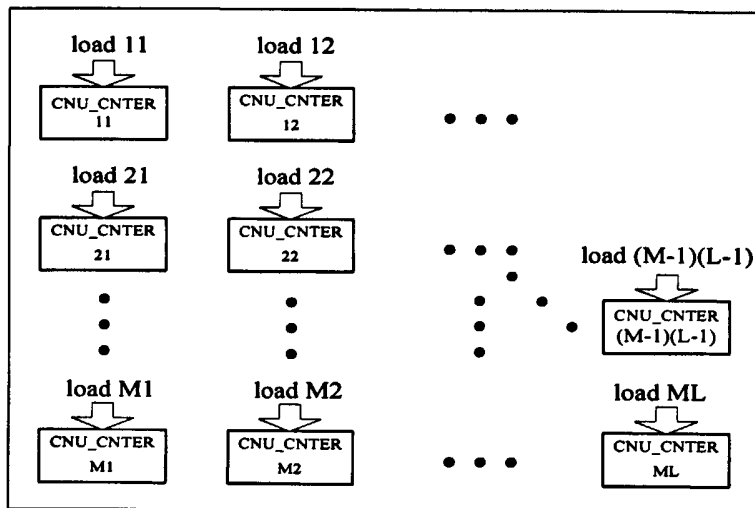 load 11 load 12
CNU_CNTER CNU_CNTER
11 12
load 21 load 22
CNU_CNTER CNU_CNTER
21 22
load (M-1)(L-1)
CNU_CNTER
(M-1)(L-1)
load M1 load M2 load ML
CNU_CNTER CNU_CNTER CNU_CNTER
M1 M2 ML